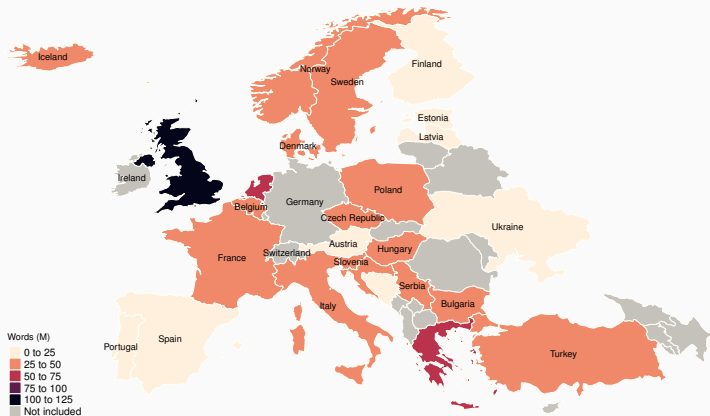 Iceland
Norway
Finland
Sweden
Estonia
Latvia
Denmark
Ireland
Poland
Germany
Belgium
Czech Republic
Ukraine
Austria
Hungary
Switzerland
France
Slovenia
Serbia
Bulgaria
Italy
Spain
Portugal
Turkey
Words (M)
0 to 25
25 to 50
50 to 75
75 to 100
100 to 125
Not included